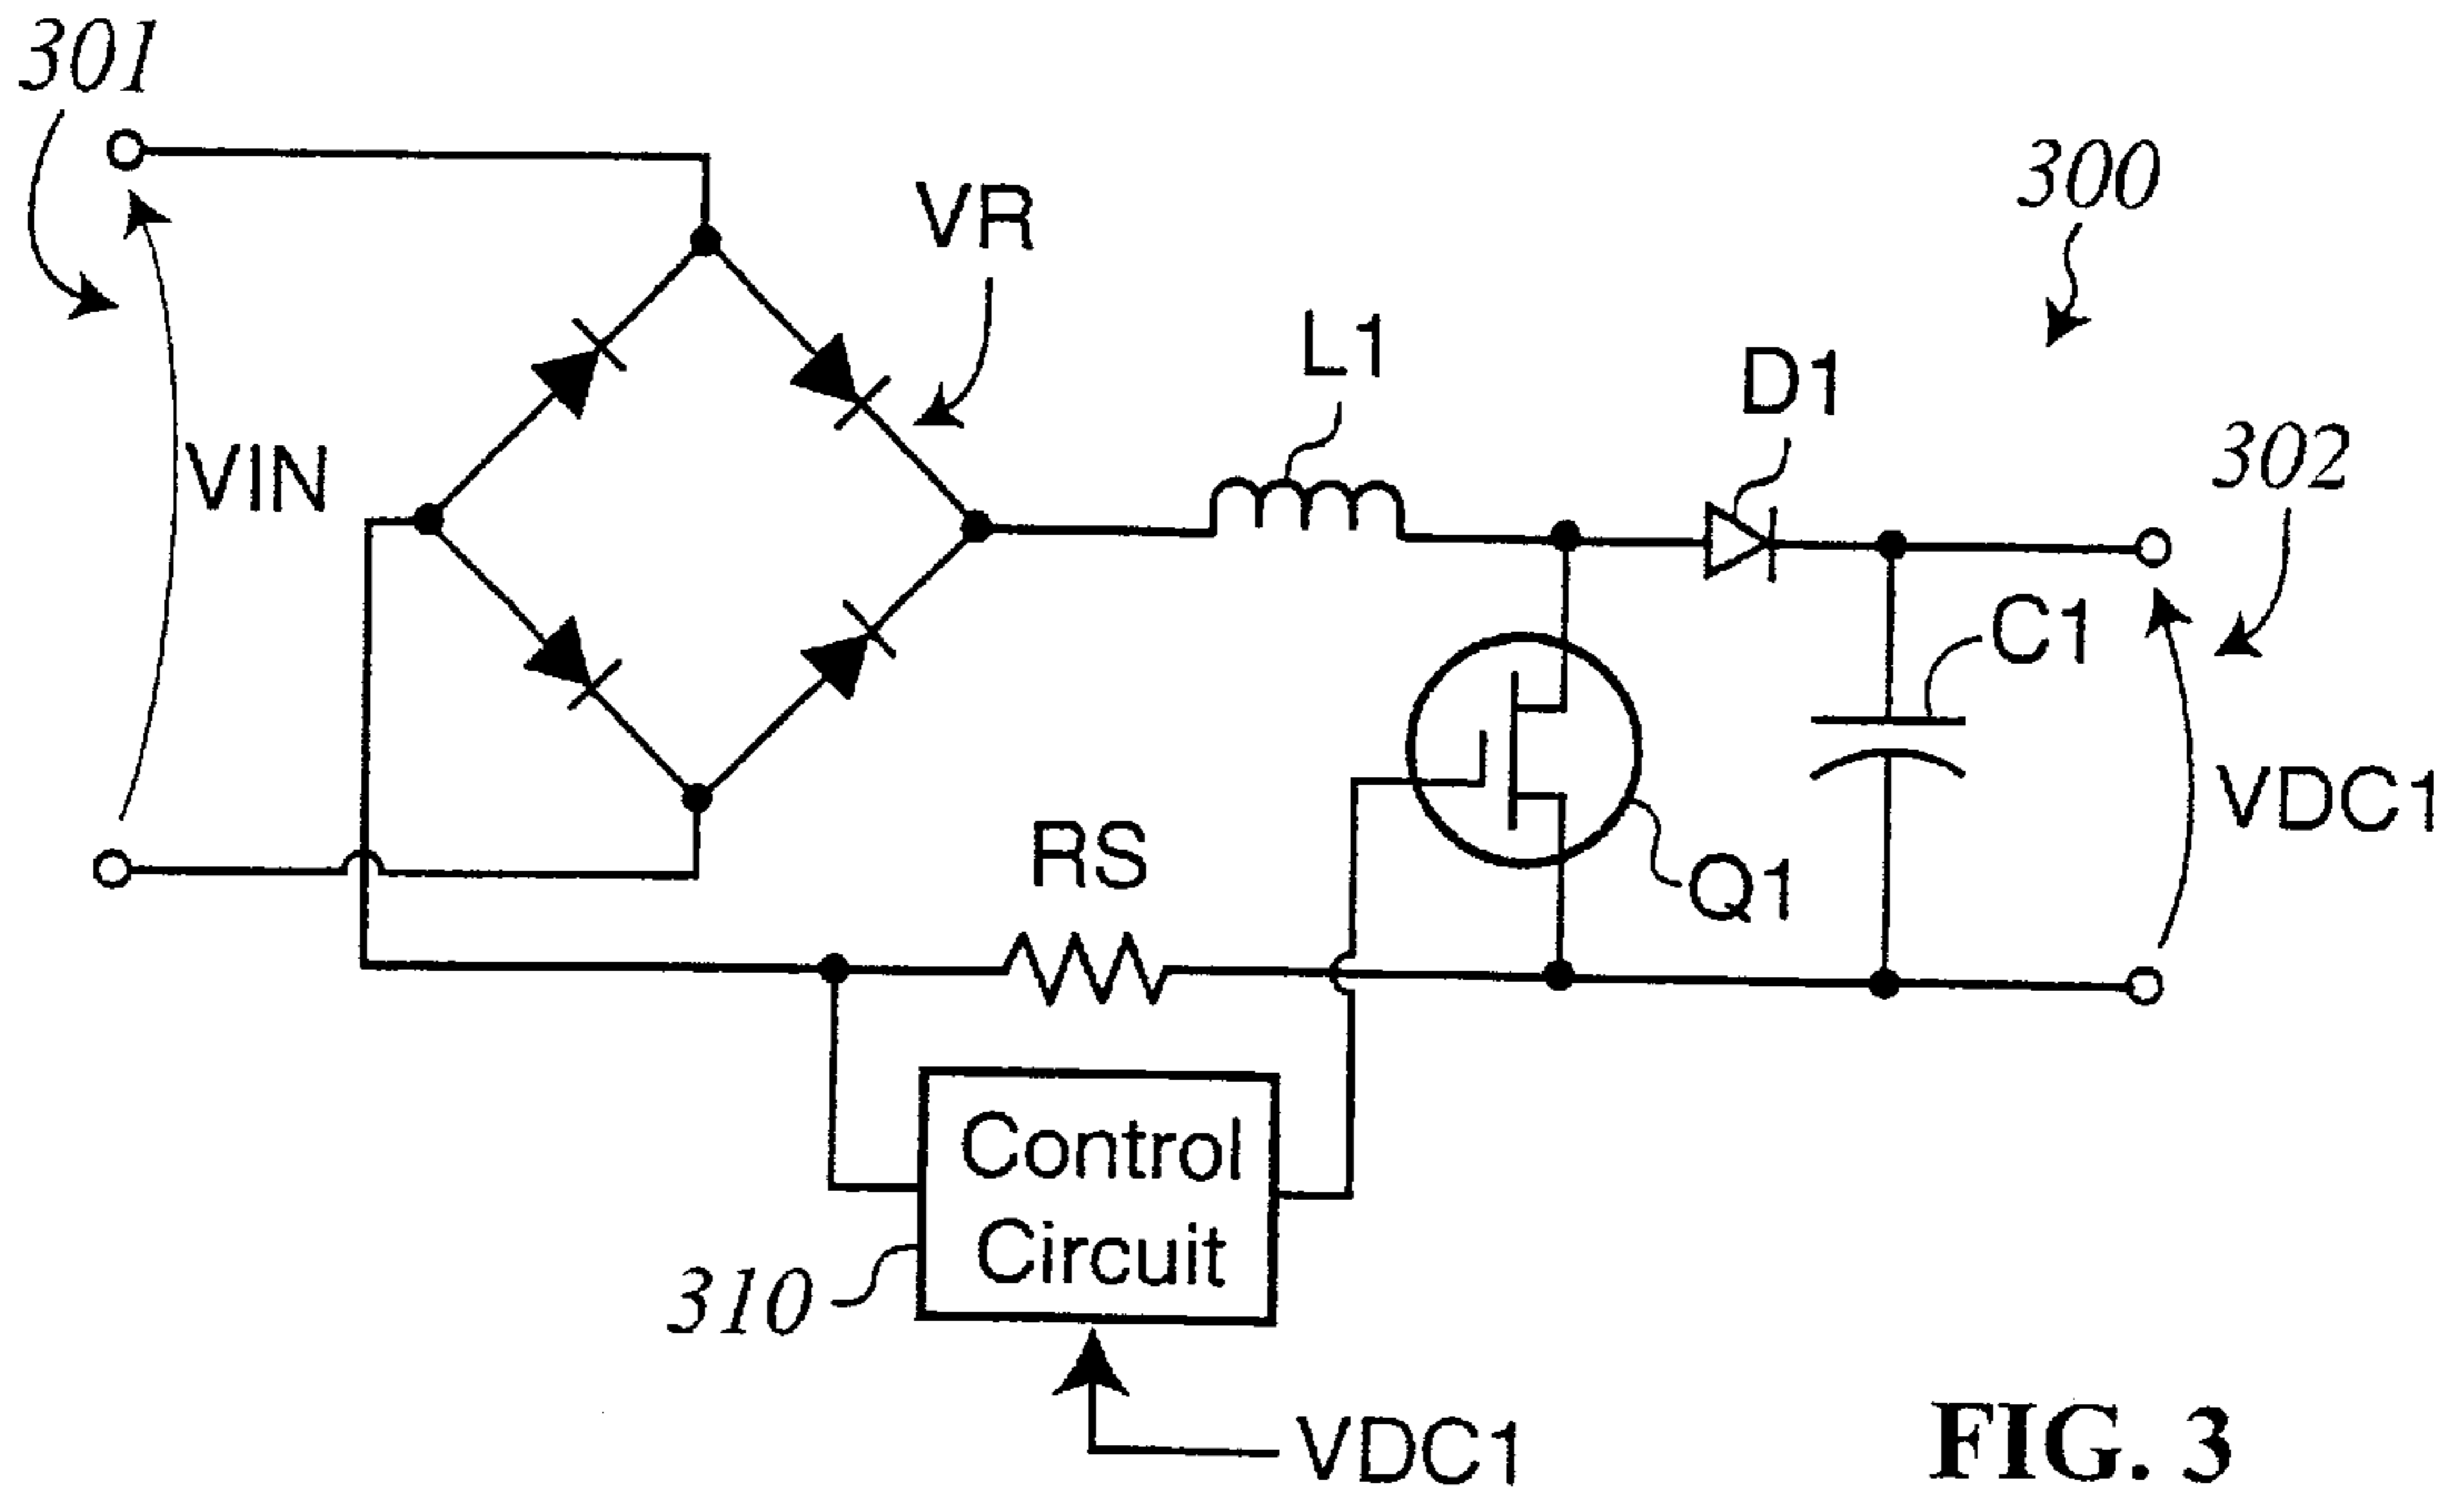 301
300
VR
L1
D1
302
VIN
C1
VDC1
RS
Q1
Control
Circuit
310
VDC1
FIG. 3